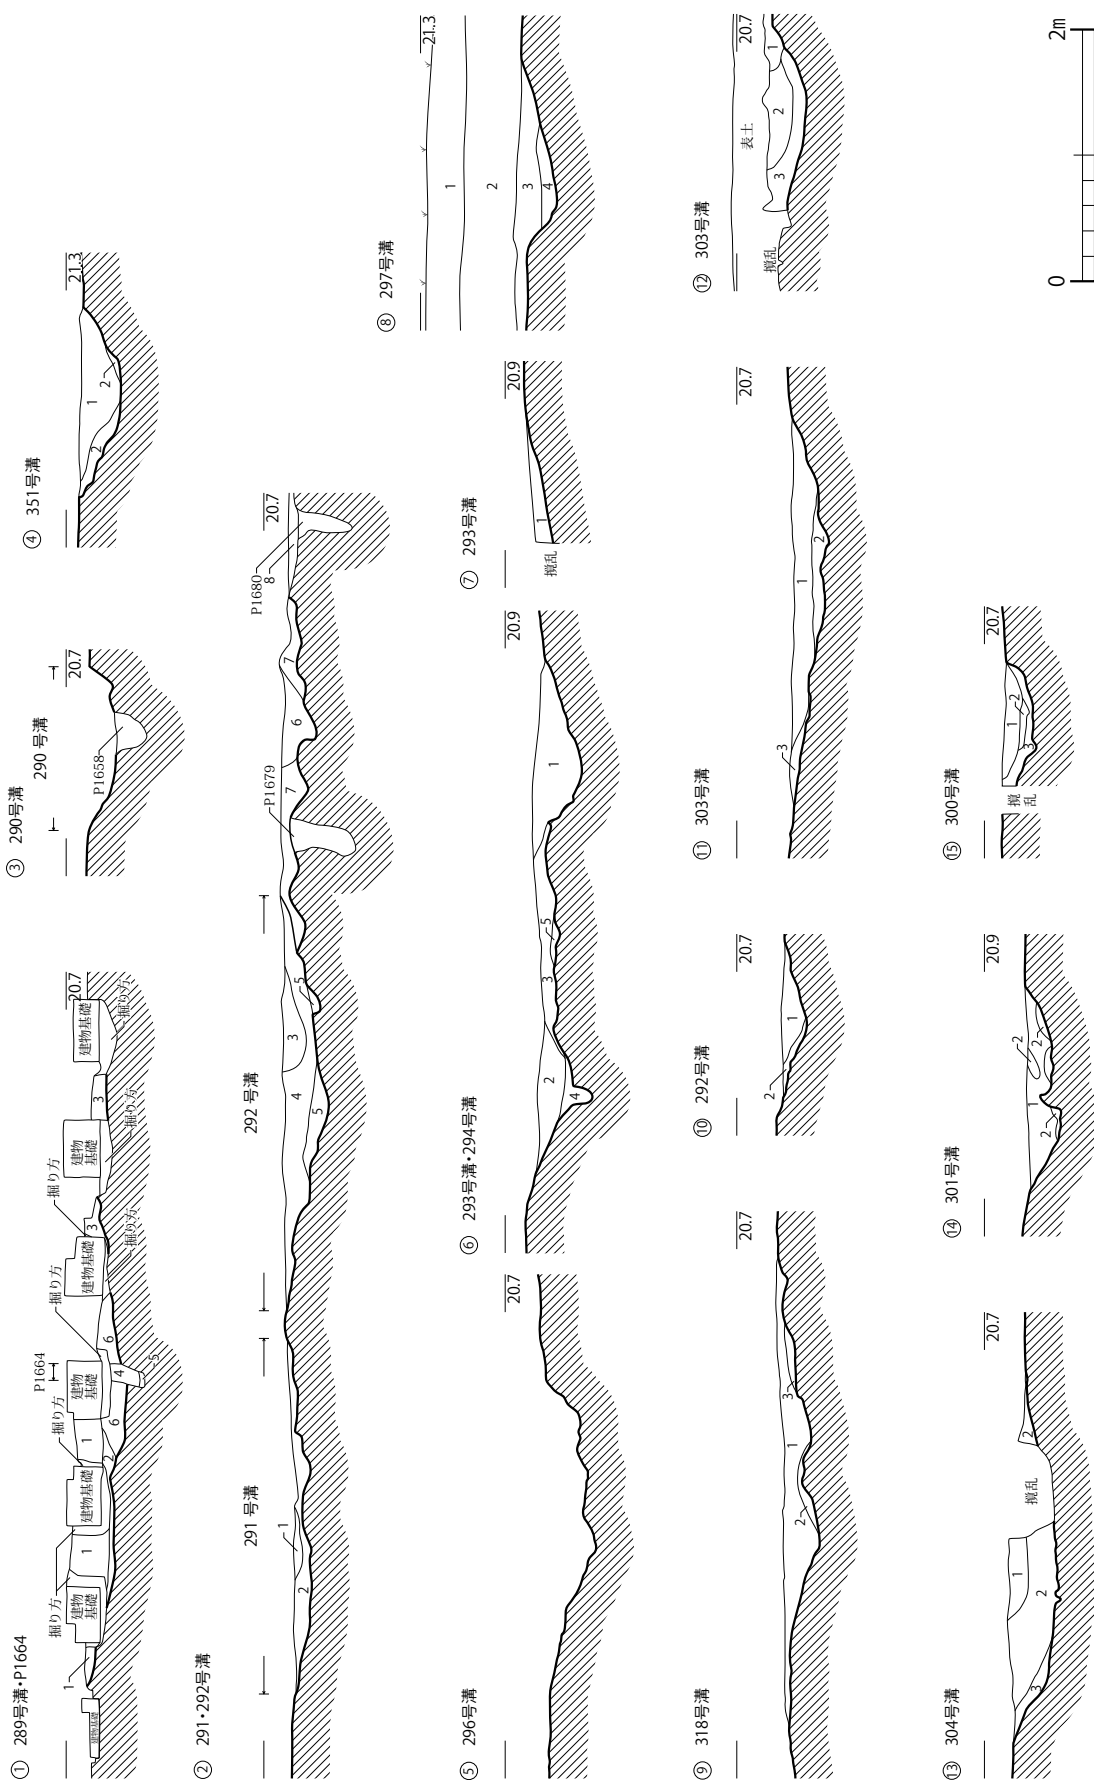 ① 289号溝・P1664
20.7
建物基礎
1
掘り方
建物
基礎
1
建物基礎
掘り方
2
1
6
建物
基礎
P1664
4
5
掘り方
6
建物基礎
掘り方
掘り方
3
建物
基礎
掘り方
3
建物基礎
掘り方
② 291・292号溝
291号溝
292号溝
20.7
1
2
4
5
3
5
P1679
7
6
7
P1680
8
③ 290号溝
290号溝
20.7
P1658
④ 351号溝
21.3
2
1
2
⑤ 296号溝
20.7
⑥ 293号溝・294号溝
20.9
2
4
3
5
1
⑦ 293号溝
20.9
攪乱
1
⑧ 297号溝
21.3
1
2
3
4
⑨ 318号溝
20.7
2
1
3
⑩ 292号溝
20.7
2
1
⑪ 303号溝
20.7
3
1
2
⑫ 303号溝
20.7
攪乱
表土
3
2
1
⑬ 304号溝
20.7
3
2
1
攪乱
2
⑭ 301号溝
20.9
2
1
2
2
⑮ 300号溝
20.7
攪
乱
3
1
2
0
2m